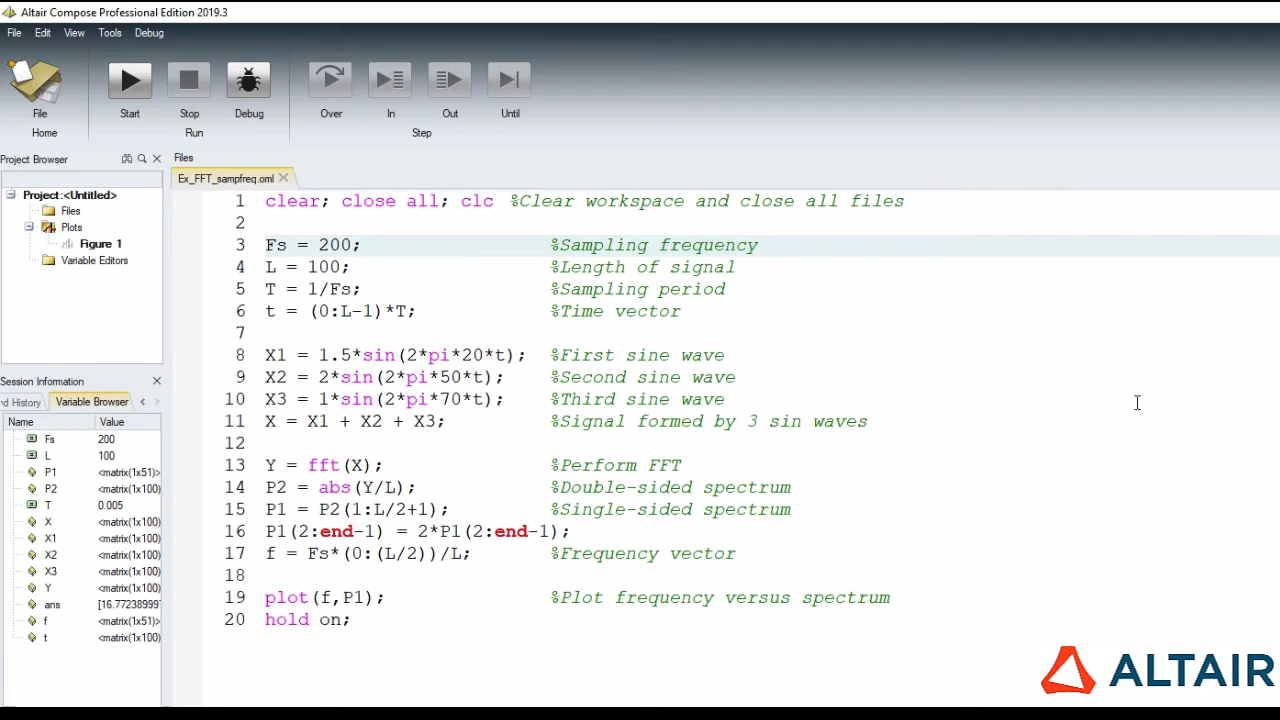 Altair Compose Professional Edition 2019.3
File Edit View Tools Debug
File Start Stop Debug Over In Out Until
Home Run Step
Project Browser
Project:<Untitled>
Files
Plots
Figure 1
Variable Editors
Session Information
d History Variable Browser
Name Value
Fs 200
L 100
P1 <matrix(1x51)>
P2 <matrix(1x100)
T 0.005
X <matrix(1x100)
X1 <matrix(1x100)
X2 <matrix(1x100)
X3 <matrix(1x100)
Y <matrix(1x100)
ans [16.77238999
f <matrix(1x51)>
t <matrix(1x100)
Files
Ex_FFT_sampfreq.oml
1 clear; close all; clc %Clear workspace and close all files
2
3 Fs = 200; %Sampling frequency
4 L = 100; %Length of signal
5 T = 1/Fs; %Sampling period
6 t = (0:L-1)*T; %Time vector
7
8 X1 = 1.5*sin(2*pi*20*t); %First sine wave
9 X2 = 2*sin(2*pi*50*t); %Second sine wave
10 X3 = 1*sin(2*pi*70*t); %Third sine wave
11 X = X1 + X2 + X3; %Signal formed by 3 sin waves
12
13 Y = fft(X); %Perform FFT
14 P2 = abs(Y/L); %Double-sided spectrum
15 P1 = P2(1:L/2+1); %Single-sided spectrum
16 P1(2:end-1) = 2*P1(2:end-1);
17 f = Fs*(0:(L/2))/L; %Frequency vector
18
19 plot(f,P1); %Plot frequency versus spectrum
20 hold on;
ALTAIR